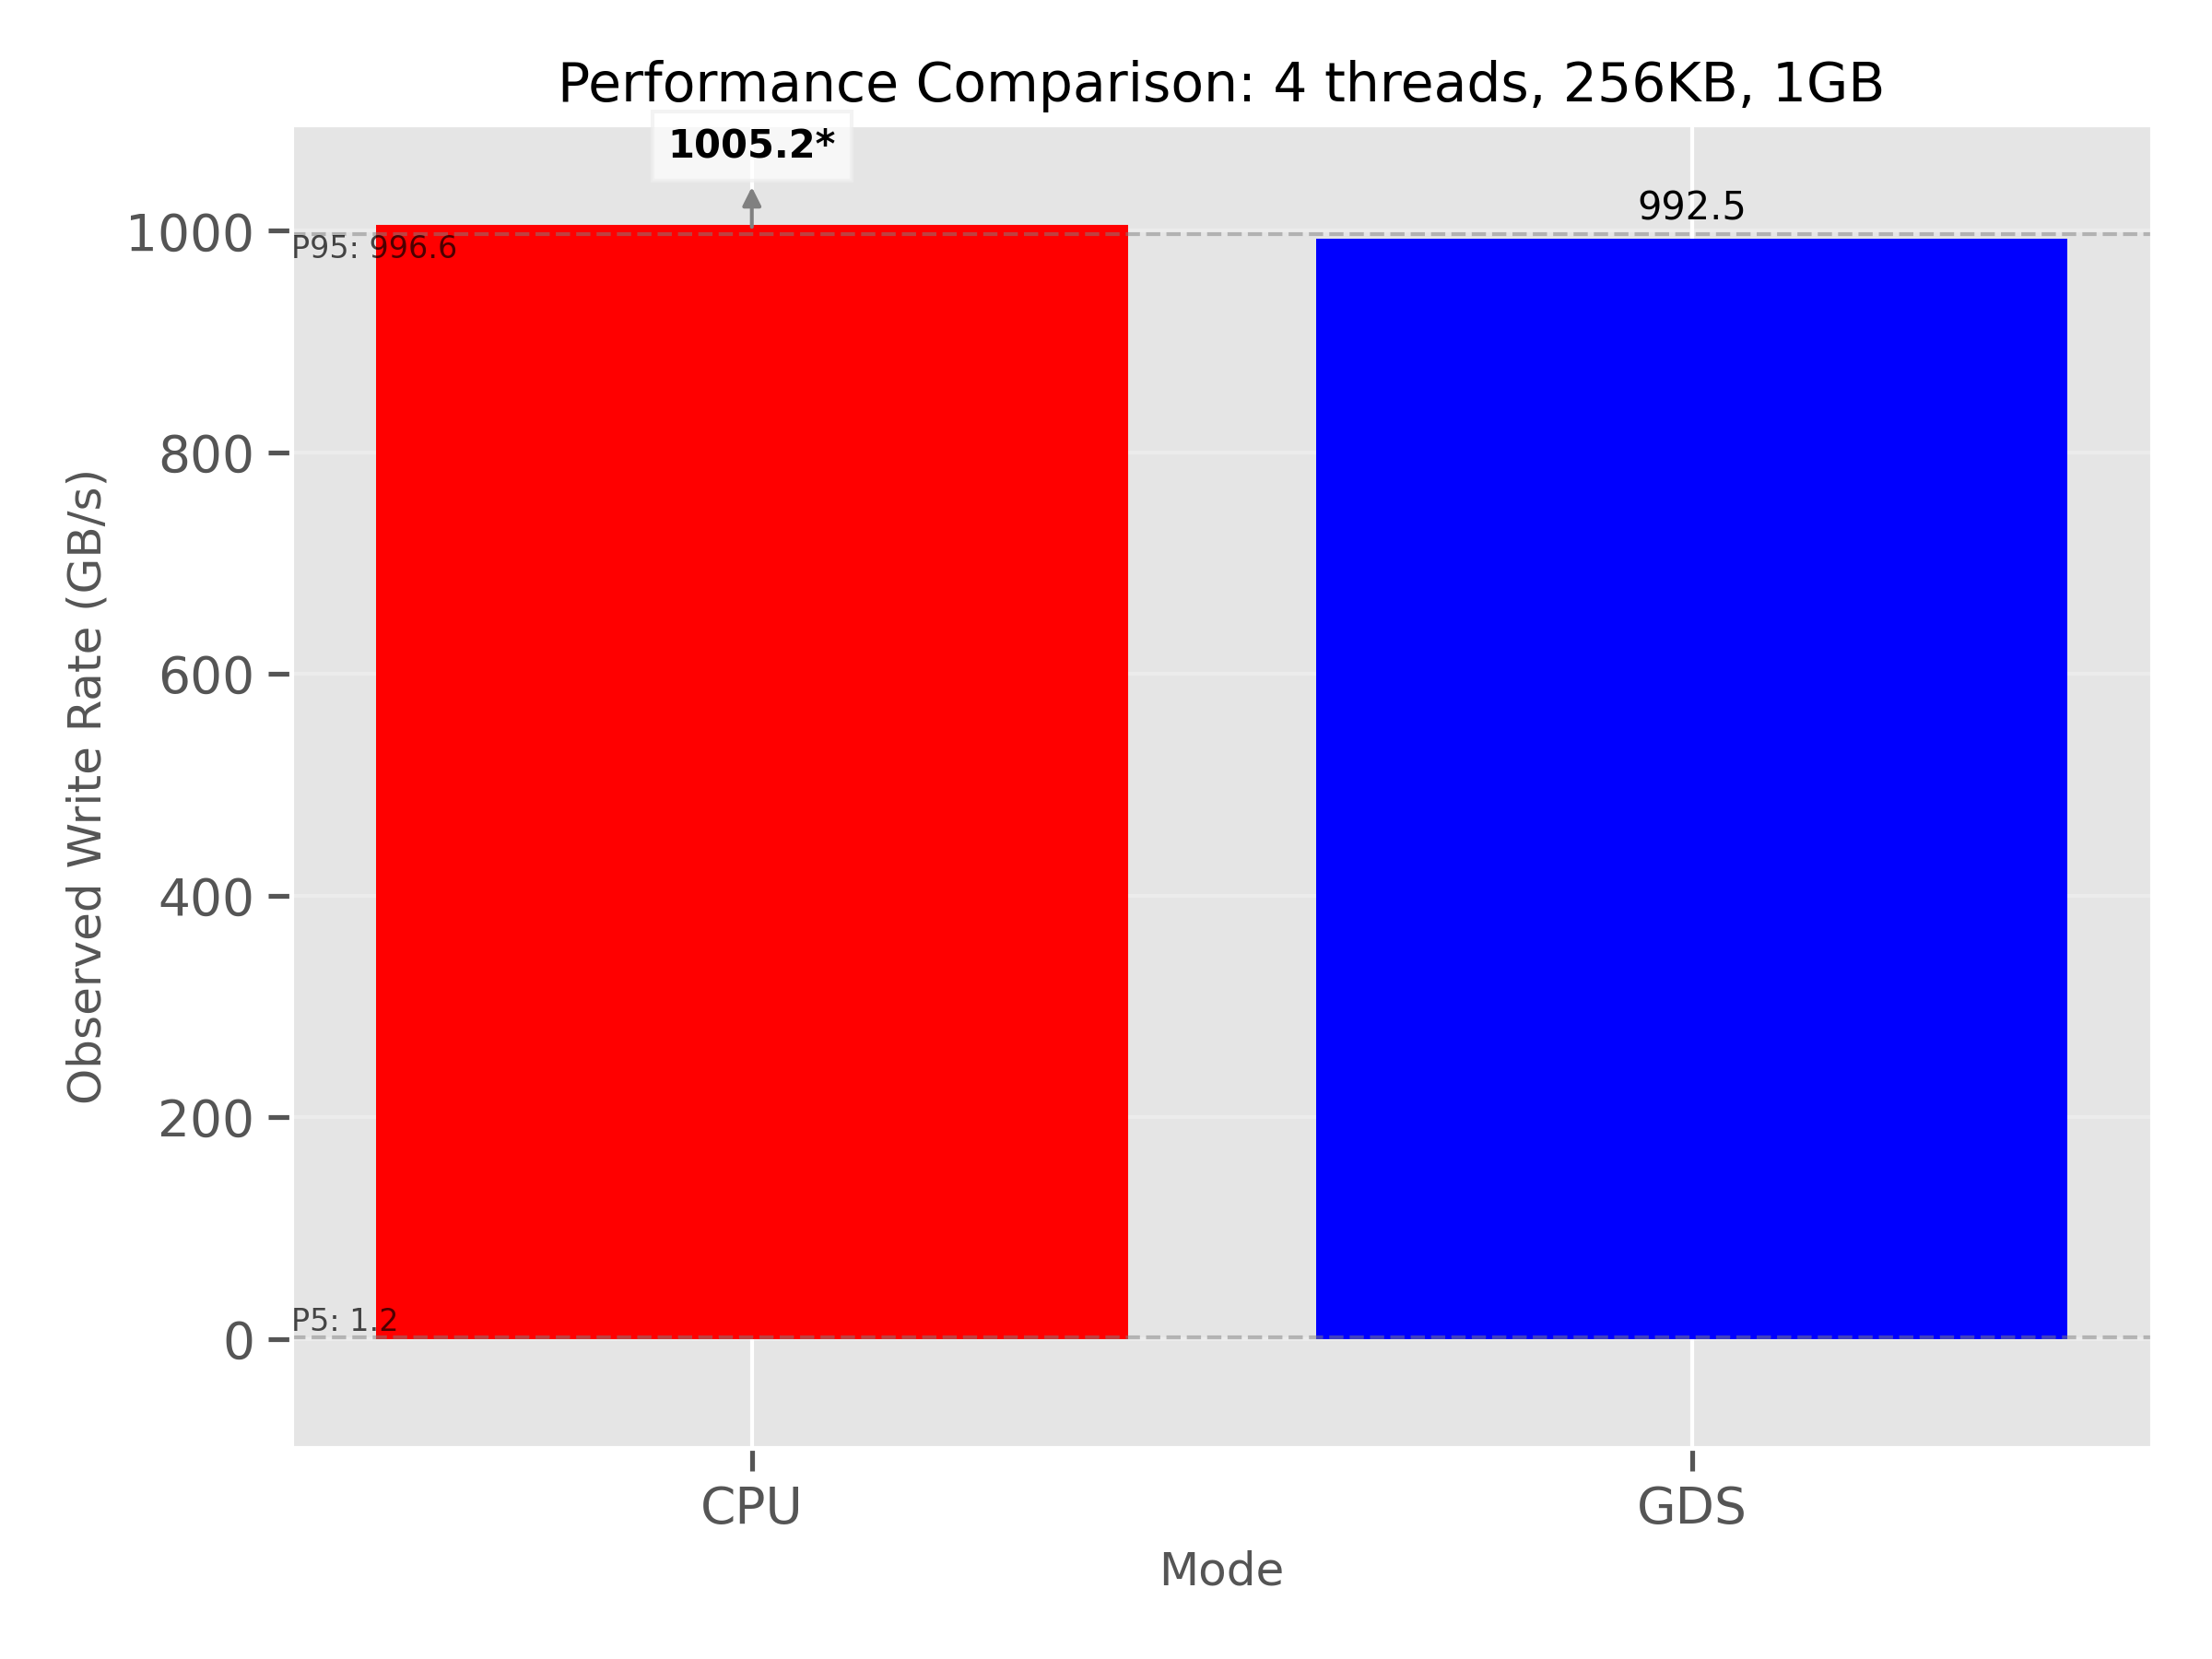 Performance Comparison: 4 threads, 256KB, 1GB
1005.2*
992.5
1000
P95: 996.6
800
600
400
200
P5: 1.2
0
Observed Write Rate (GB/s)
CPU
GDS
Mode